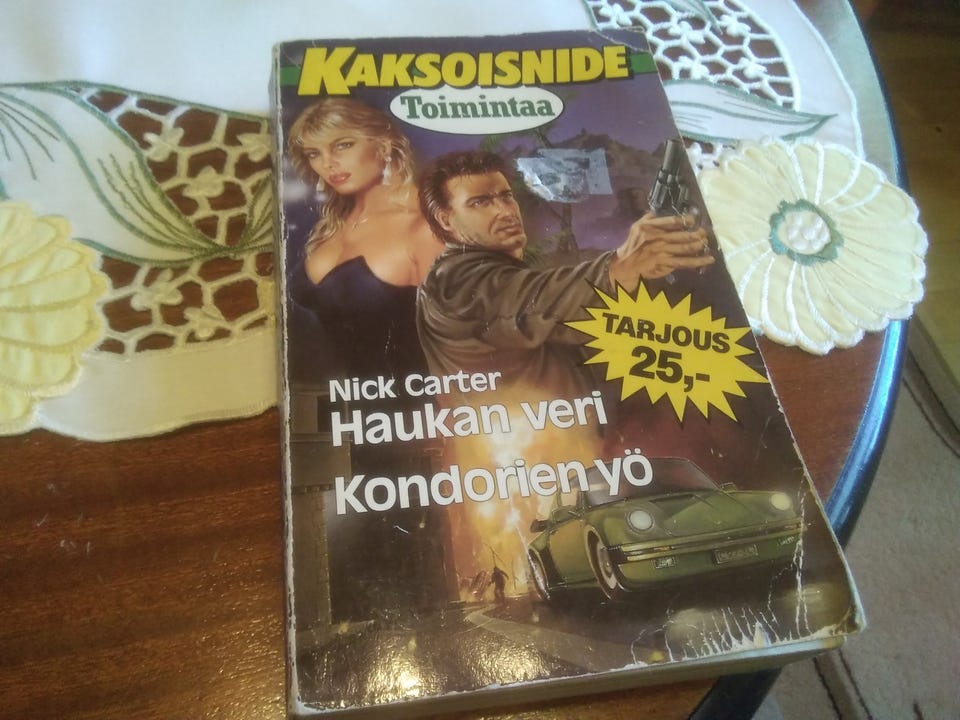 KAKSOISNIDE
Toimintaa
TARJOUS
25,-
Nick Carter
Haukan veri
Kondorien yö